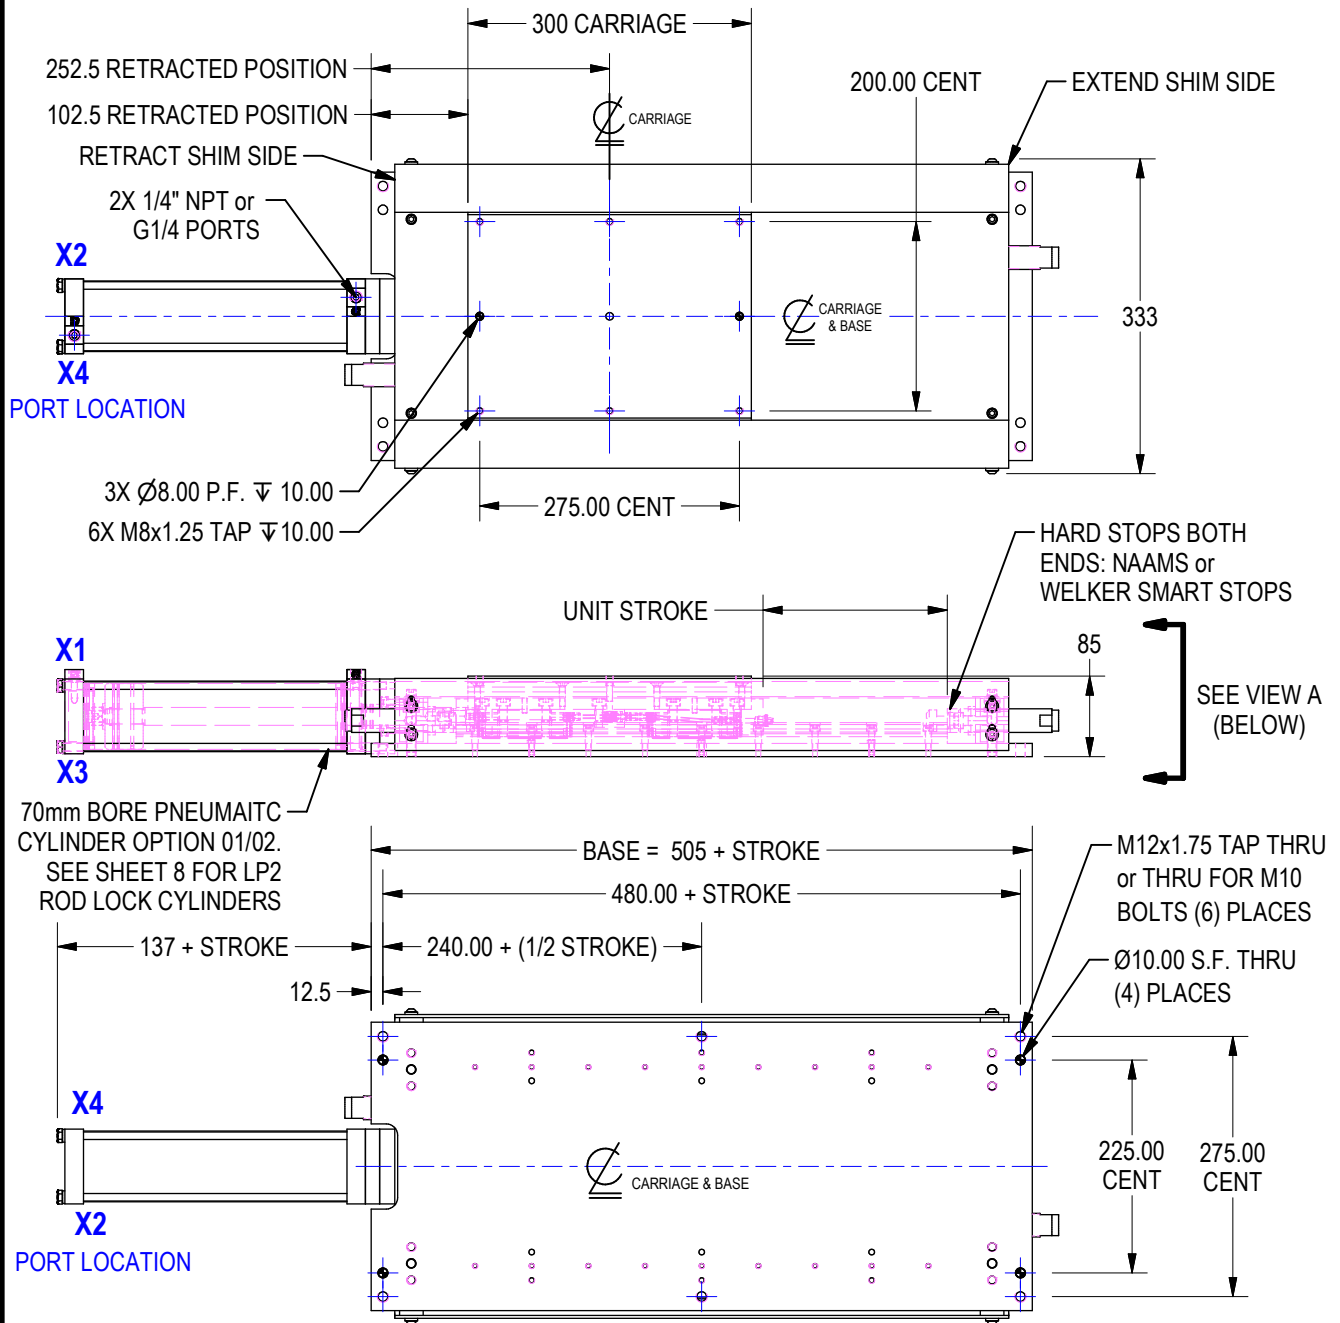 300 CARRIAGE
252.5 RETRACTED POSITION
200.00 CENT
EXTEND SHIM SIDE
102.5 RETRACTED POSITION
CARRIAGE
RETRACT SHIM SIDE
2X 1/4" NPT or
G1/4 PORTS
X2
CARRIAGE
& BASE
333
X4
PORT LOCATION
3X Ø8.00 P.F. ↧ 10.00
275.00 CENT
6X M8x1.25 TAP ↧ 10.00
HARD STOPS BOTH
ENDS: NAAMS or
WELKER SMART STOPS
UNIT STROKE
X1
85
SEE VIEW A
(BELOW)
X3
70mm BORE PNEUMAITC
CYLINDER OPTION 01/02.
SEE SHEET 8 FOR LP2
ROD LOCK CYLINDERS
BASE = 505 + STROKE
M12x1.75 TAP THRU
or THRU FOR M10
BOLTS (6) PLACES
480.00 + STROKE
137 + STROKE
240.00 + (1/2 STROKE)
Ø10.00 S.F. THRU
(4) PLACES
12.5
X4
225.00
CENT
275.00
CENT
CARRIAGE & BASE
X2
PORT LOCATION